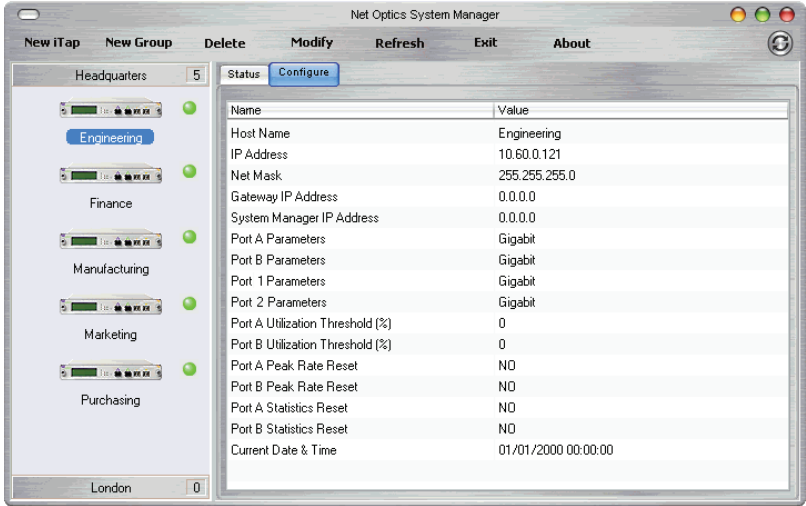 Net Optics System Manager
New iTap New Group Delete Modify Refresh Exit About
Headquarters 5
Engineering
Finance
Manufacturing
Marketing
Purchasing
London 0
Status Configure
Name Value
Host Name Engineering
IP Address 10.60.0.121
Net Mask 255.255.255.0
Gateway IP Address 0.0.0.0
System Manager IP Address 0.0.0.0
Port A Parameters Gigabit
Port B Parameters Gigabit
Port 1 Parameters Gigabit
Port 2 Parameters Gigabit
Port A Utilization Threshold (%) 0
Port B Utilization Threshold (%) 0
Port A Peak Rate Reset NO
Port B Peak Rate Reset NO
Port A Statistics Reset NO
Port B Statistics Reset NO
Current Date & Time 01/01/2000 00:00:00